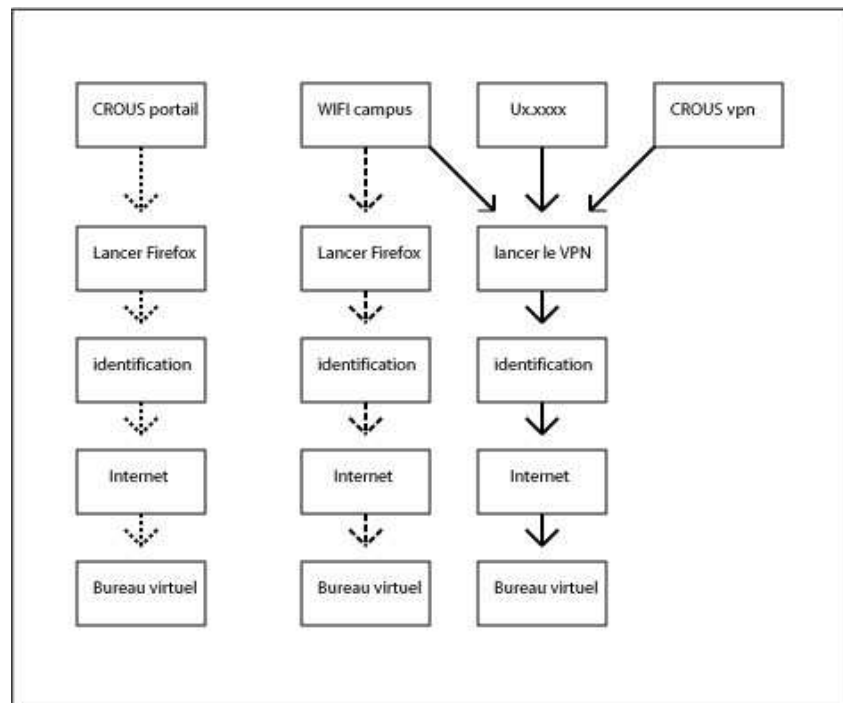 CROUS portail
WIFI campus
Ux.xxxx
CROUS vpn
Lancer Firefox
Lancer Firefox
lancer le VPN
identification
identification
identification
Internet
Internet
Internet
Bureau virtuel
Bureau virtuel
Bureau virtuel